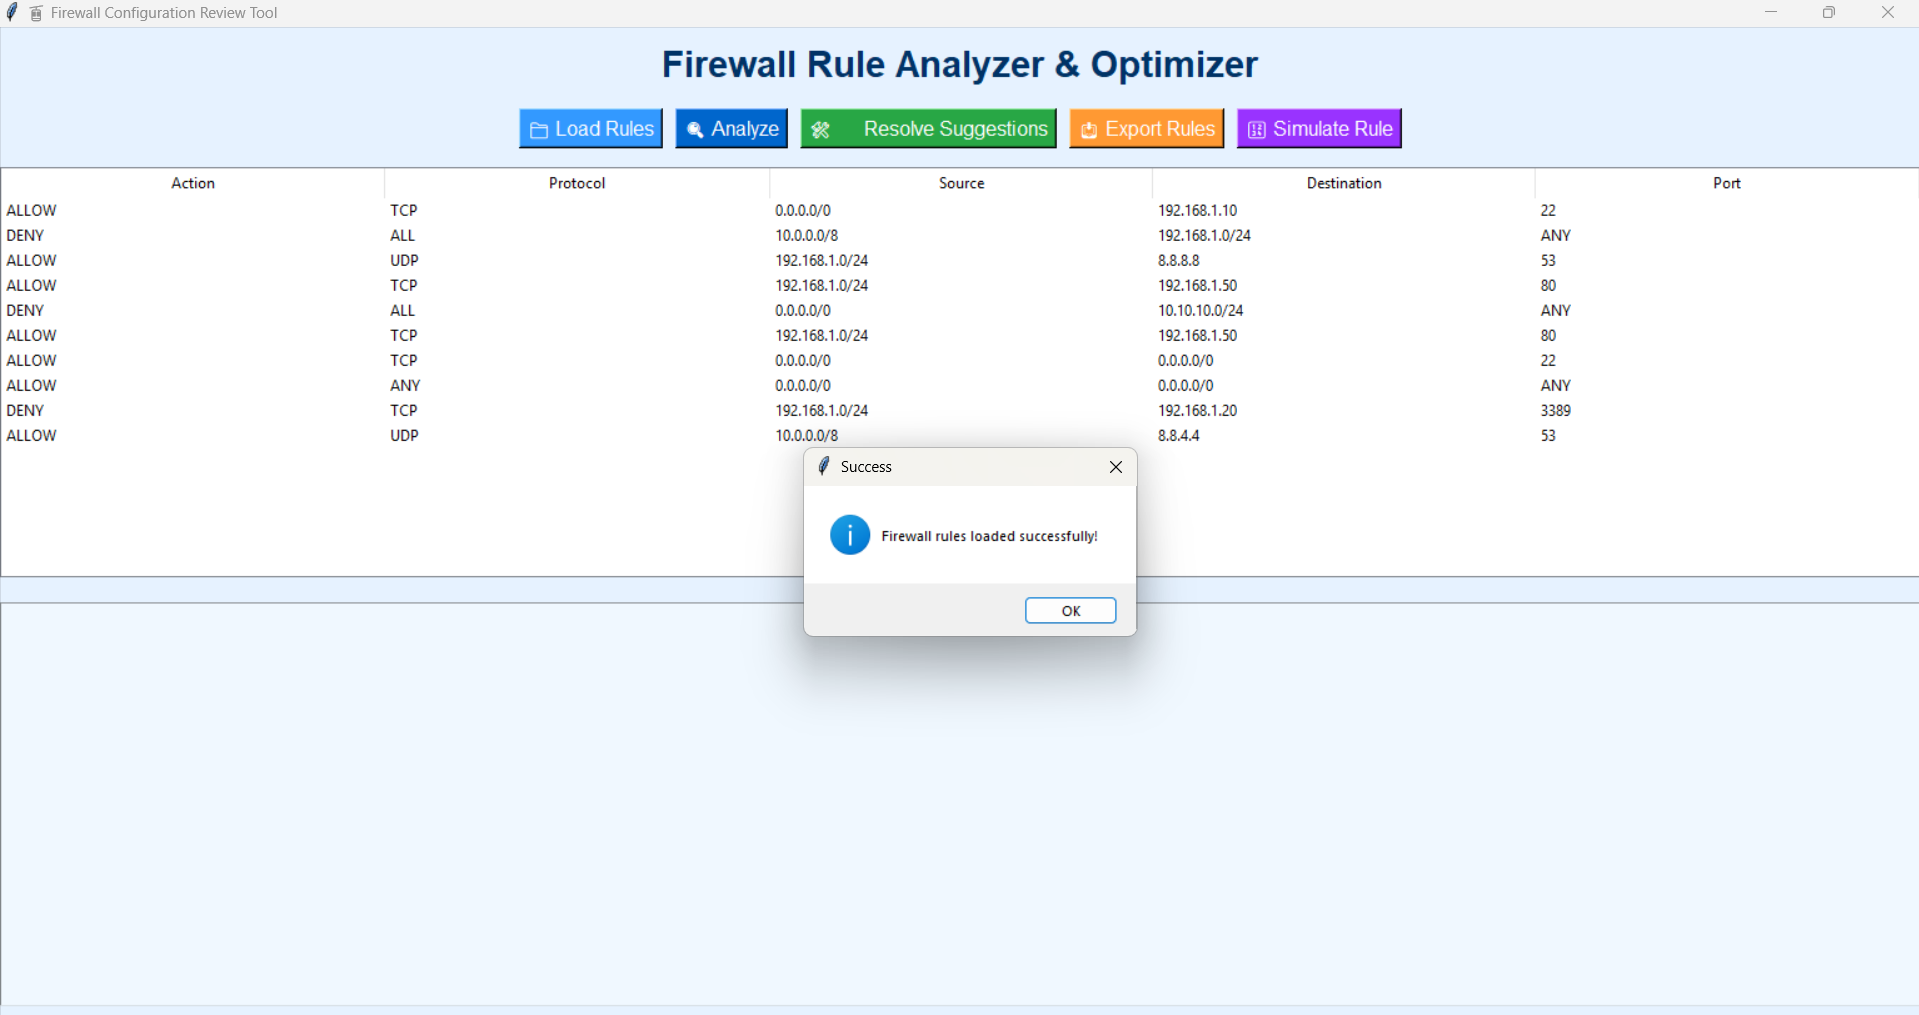 Firewall Configuration Review Tool
Firewall Rule Analyzer & Optimizer
Load Rules Analyze Resolve Suggestions Export Rules Simulate Rule
Action Protocol Source Destination Port
ALLOW TCP 0.0.0.0/0 192.168.1.10 22
DENY ALL 10.0.0.0/8 192.168.1.0/24 ANY
ALLOW UDP 192.168.1.0/24 8.8.8.8 53
ALLOW TCP 192.168.1.0/24 192.168.1.50 80
DENY ALL 0.0.0.0/0 10.10.10.0/24 ANY
ALLOW TCP 192.168.1.0/24 192.168.1.50 80
ALLOW TCP 0.0.0.0/0 0.0.0.0/0 22
ALLOW ANY 0.0.0.0/0 0.0.0.0/0 ANY
DENY TCP 192.168.1.0/24 192.168.1.20 3389
ALLOW UDP 10.0.0.0/8 8.8.4.4 53
Success
Firewall rules loaded successfully!
OK